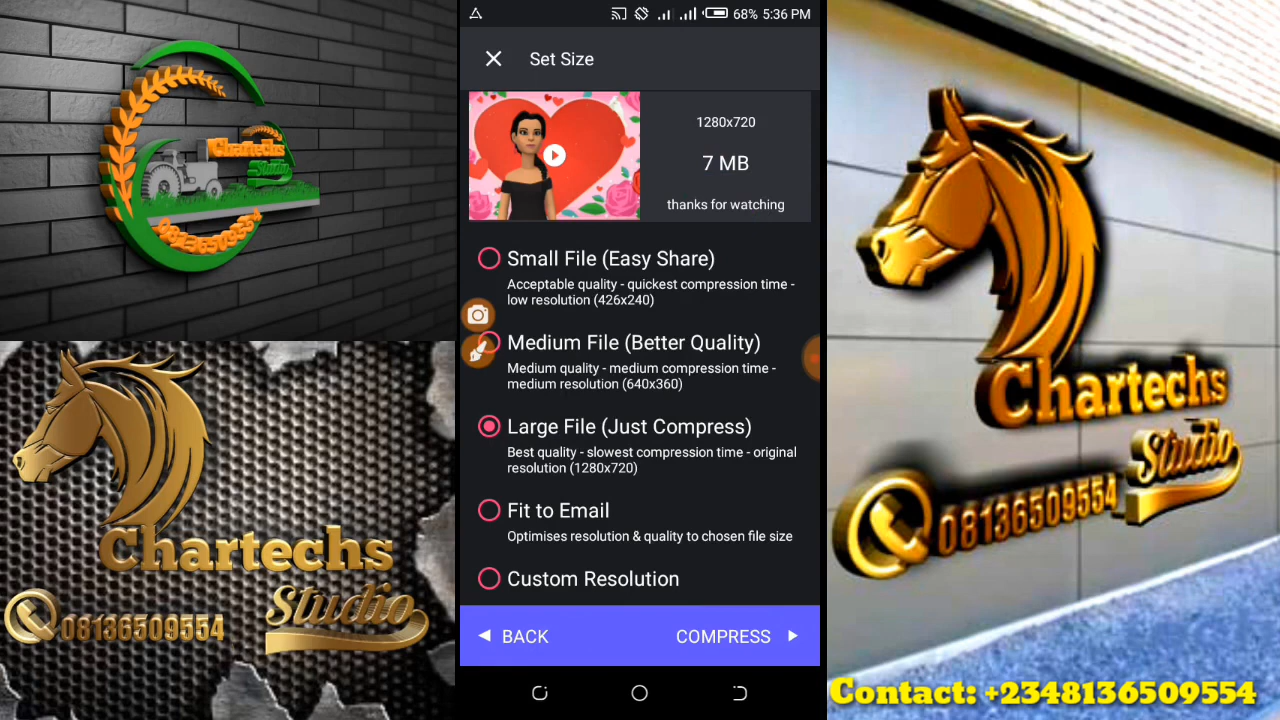 Chartechs
Studio
08136509554
Chartechs
Studio
08136509554
68% 5:36 PM
Set Size
1280x720
7 MB
thanks for watching
Small File (Easy Share)
Acceptable quality - quickest compression time -
low resolution (426x240)
Medium File (Better Quality)
Medium quality - medium compression time -
medium resolution (640x360)
Large File (Just Compress)
Best quality - slowest compression time - original
resolution (1280x720)
Fit to Email
Optimises resolution & quality to chosen file size
Custom Resolution
BACK
COMPRESS
Chartechs
Studio
08136509554
Contact: +2348136509554